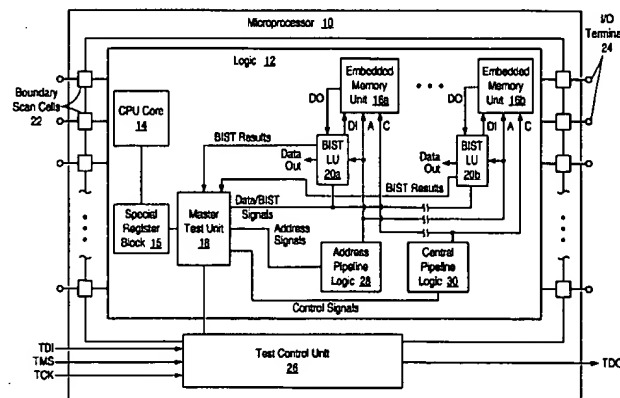 Microprocessor 10
I/O
Terminals
24
Logic 12
Boundary
Scan Cells
22
CPU Core
14
Special
Register
Block 15
Master
Test Unit
18
Embedded
Memory
Unit 16a
Embedded
Memory
Unit 16b
DO
DI
A
C
DO
DI
A
C
BIST
LU
20a
BIST
LU
20b
Data
Out
Data
Out
BIST Results
BIST Results
Data/BIST
Signals
Address
Signals
Address
Pipeline
Logic 28
Central
Pipeline
Logic 30
Control Signals
TDI
TMS
TCK
Test Control Unit
26
TDO